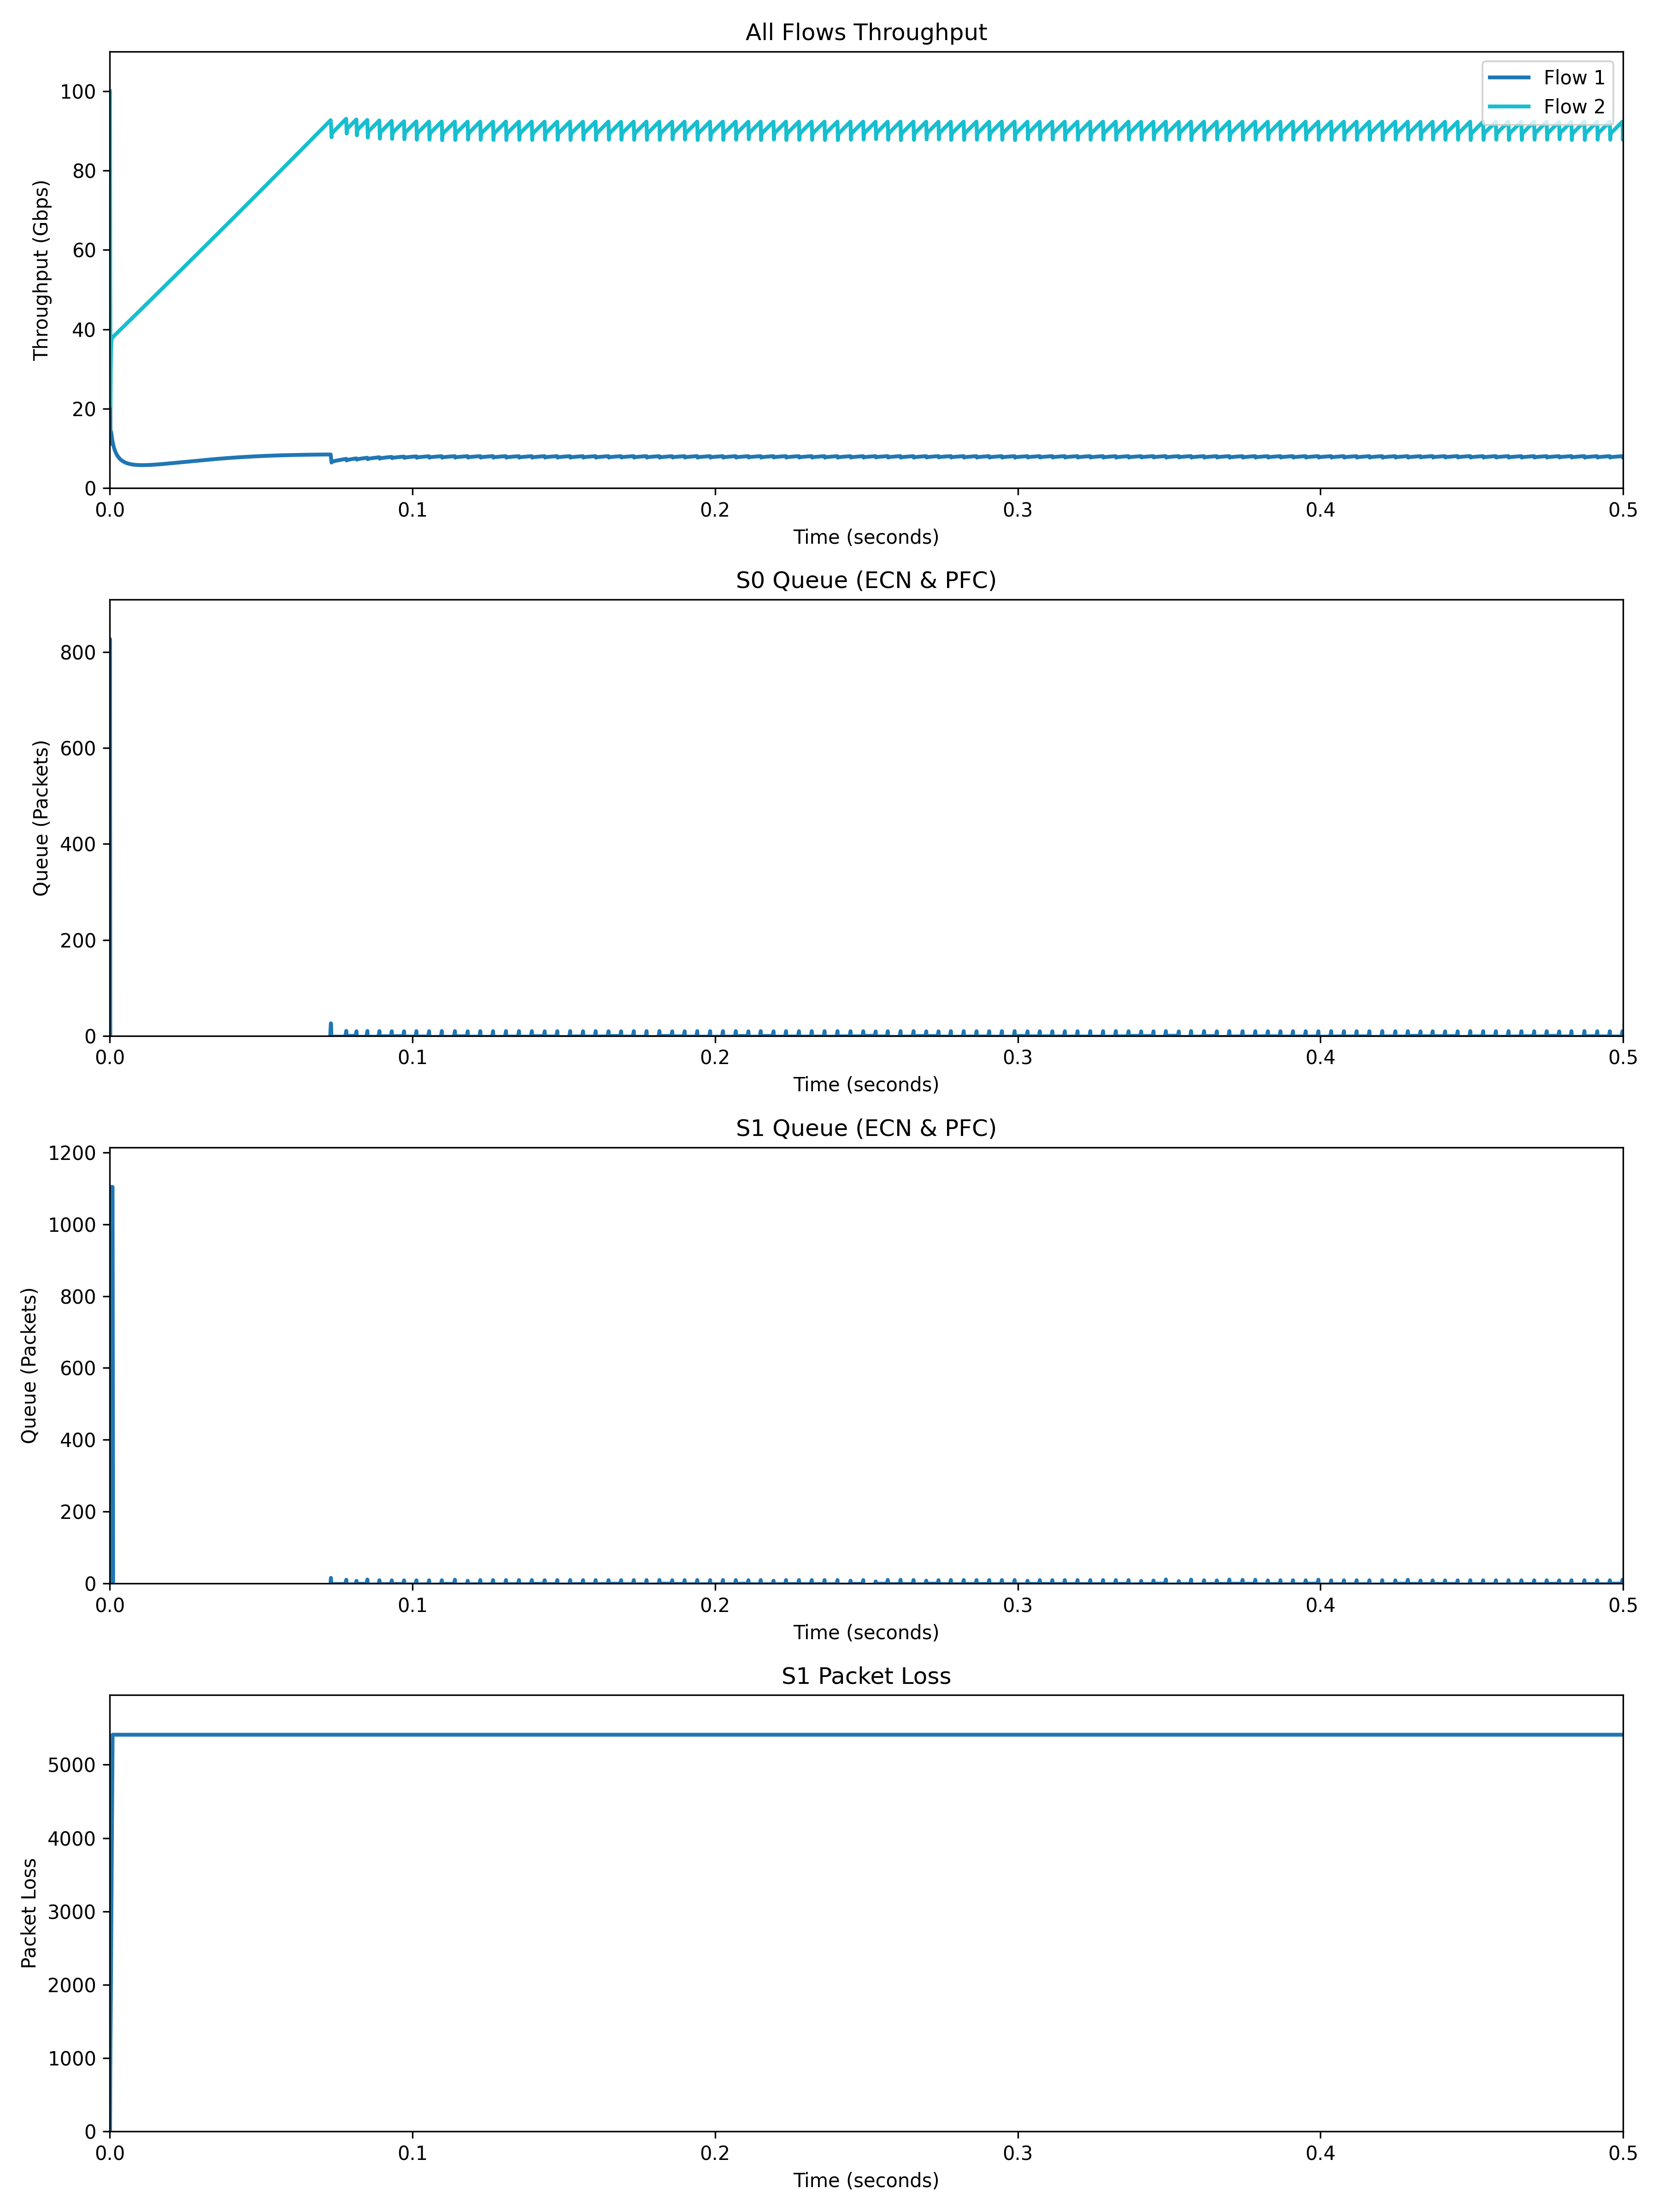 All Flows Throughput
Throughput (Gbps)
100
80
60
40
20
0
Flow 1
Flow 2
0.0 0.1 0.2 0.3 0.4 0.5
Time (seconds)
S0 Queue (ECN & PFC)
Queue (Packets)
800
600
400
200
0
0.0 0.1 0.2 0.3 0.4 0.5
Time (seconds)
S1 Queue (ECN & PFC)
Queue (Packets)
1200
1000
800
600
400
200
0
0.0 0.1 0.2 0.3 0.4 0.5
Time (seconds)
S1 Packet Loss
Packet Loss
5000
4000
3000
2000
1000
0
0.0 0.1 0.2 0.3 0.4 0.5
Time (seconds)